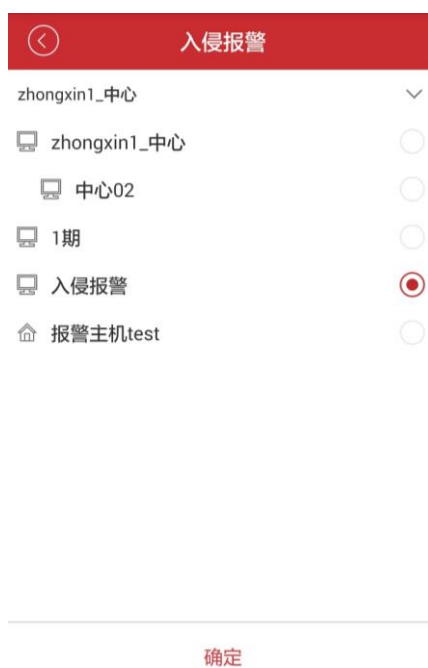 入侵报警
zhongxin1_中心
zhongxin1_中心
中心02
1期
入侵报警
报警主机test
确定